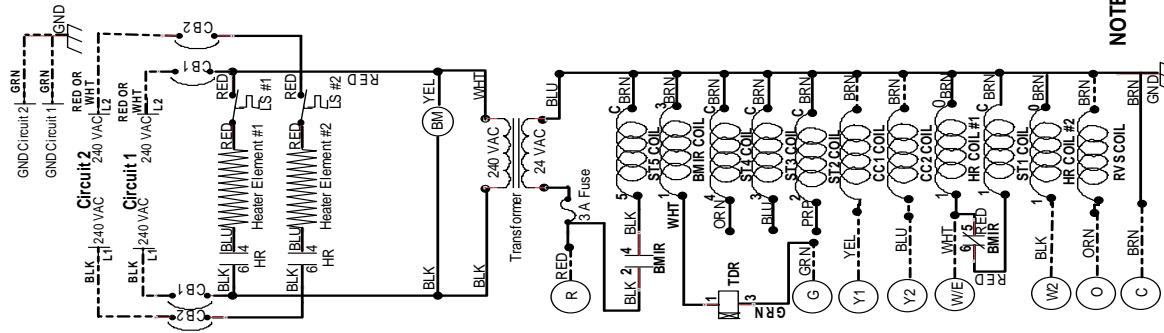 GRN
GND Circuit 2
GRN
GND Circuit 1
GND
Circuit 2
BLK
L1
240 VAC
240 VAC
RED OR
WHT
L2
Circuit 1
BLK
L1
240 VAC
240 VAC
RED OR
WHT
L2
CB2
CB1
CB2
CB1
BLK
6
4
HR
BLU
Heater Element #1
RED
LS #1
RED
BLK
6
4
HR
BLU
Heater Element #2
RED
LS #2
RED
RED
BLK
BM
YEL
BLK
WHT
240 VAC
Transformer
24 VAC
BLU
3 A Fuse
R
RED
BLK
2
4
BMIR
BLK
5
C
BRN
ST5 COIL
WHT
1
3
BRN
BMIR COIL
ORN
4
C
BRN
ST4 COIL
BLU
3
C
BRN
ST3 COIL
TDR
1
3
GRN
G
GRN
PRP
2
C
BRN
ST2 COIL
Y1
YEL
BRN
CC1 COIL
Y2
BLU
BRN
CC2 COIL
W/E
WHT
1
0
BRN
HR COIL #1
6
5
RED
BMIR
RED
1
C
BRN
ST1 COIL
W2
BLK
1
0
BRN
HR COIL #2
O
ORN
BRN
RVS COIL
C
BRN
BRN
GND
NOTE